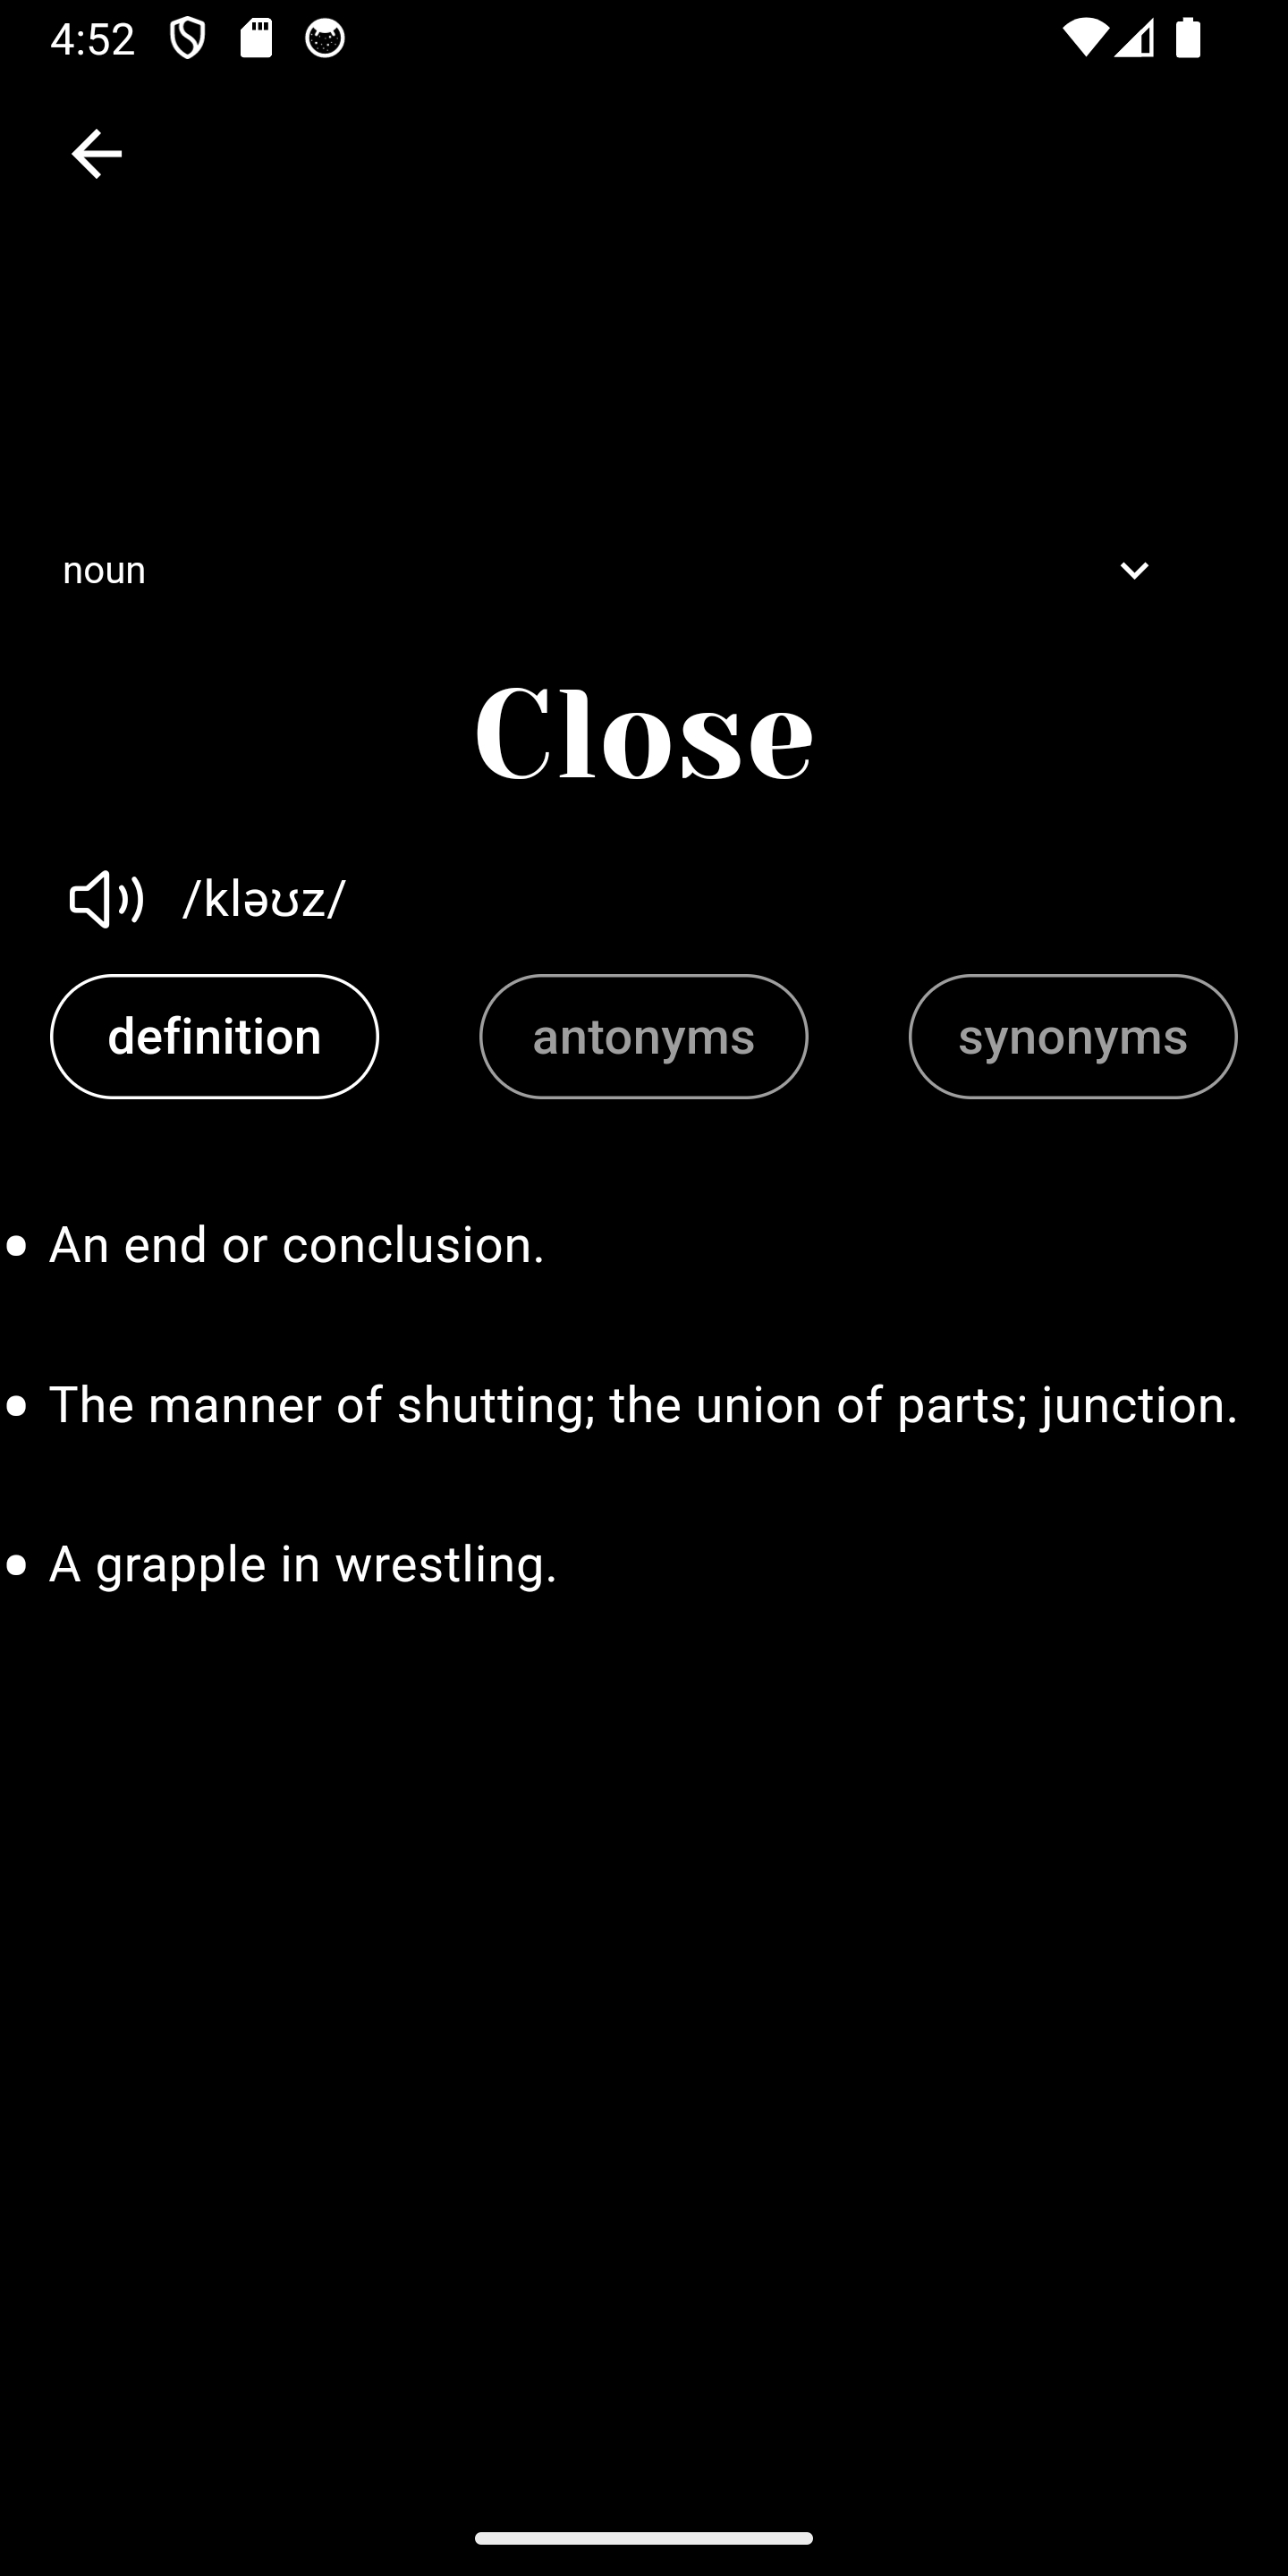 4:52
noun
Close
/kləʊz/
definition
antonyms
synonyms
• An end or conclusion.
• The manner of shutting; the union of parts; junction.
• A grapple in wrestling.